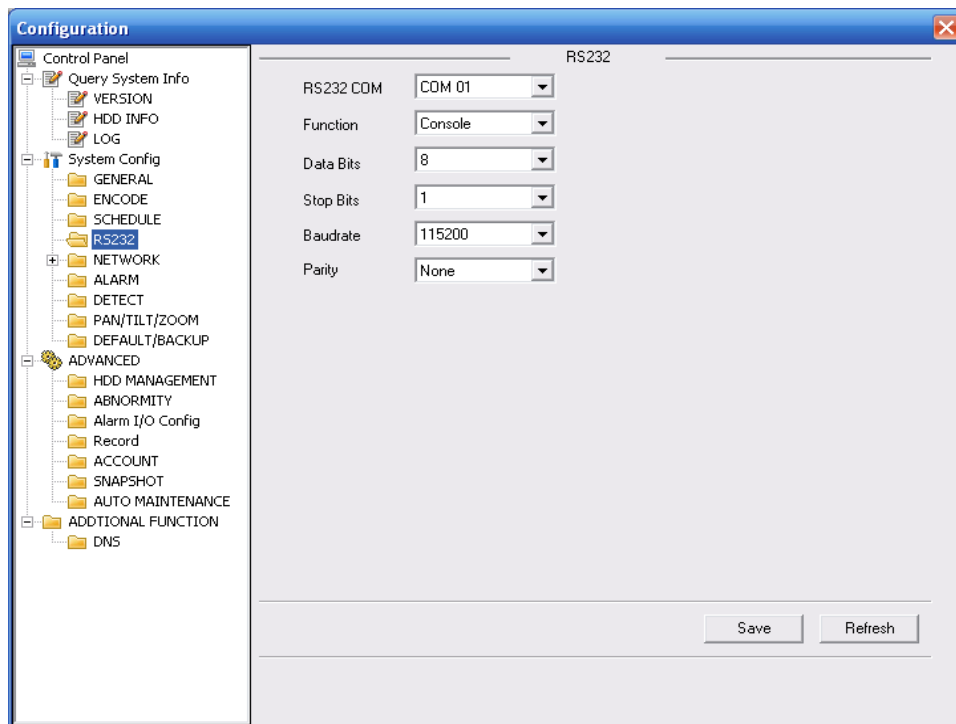 Configuration
Control Panel
Query System Info
VERSION
HDD INFO
LOG
System Config
GENERAL
ENCODE
SCHEDULE
RS232
NETWORK
ALARM
DETECT
PAN/TILT/ZOOM
DEFAULT/BACKUP
ADVANCED
HDD MANAGEMENT
ABNORMITY
Alarm I/O Config
Record
ACCOUNT
SNAPSHOT
AUTO MAINTENANCE
ADDTIONAL FUNCTION
DNS
RS232
RS232 COM COM 01
Function Console
Data Bits 8
Stop Bits 1
Baudrate 115200
Parity None
Save Refresh